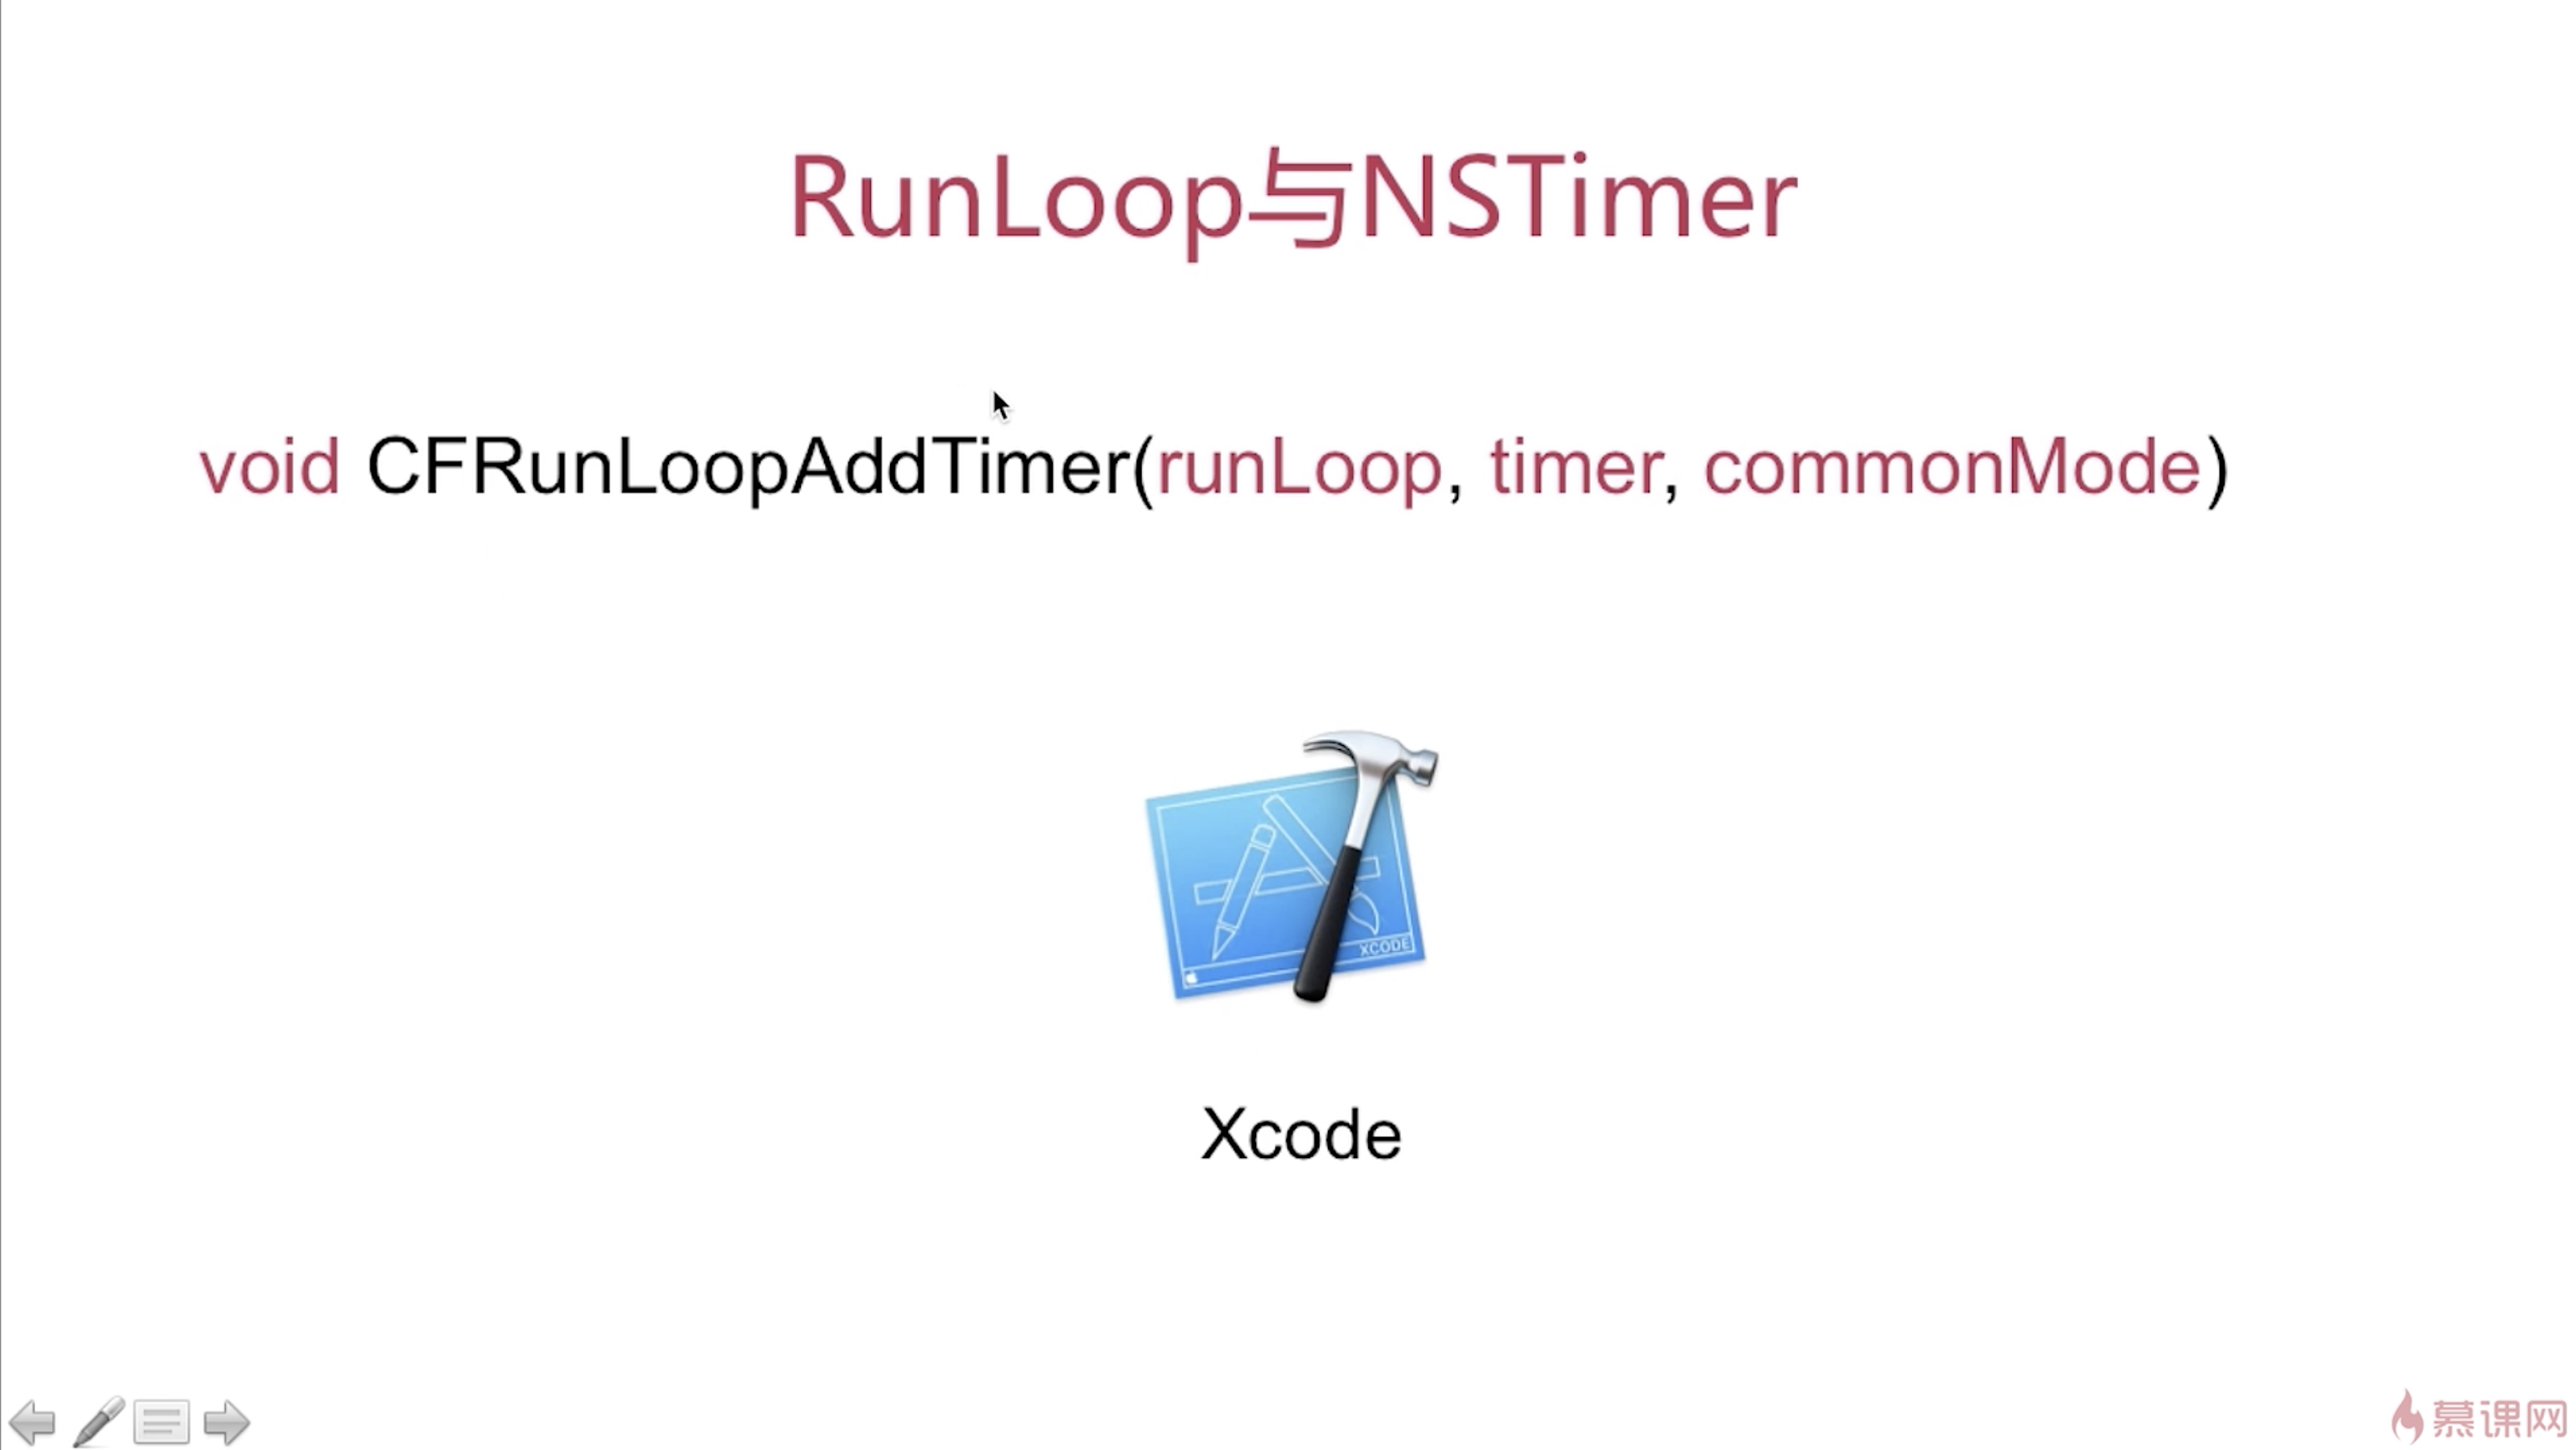 RunLoop与NSTimer
void CFRunLoopAddTimer(runLoop, timer, commonMode)
XCODE
Xcode
慕课网